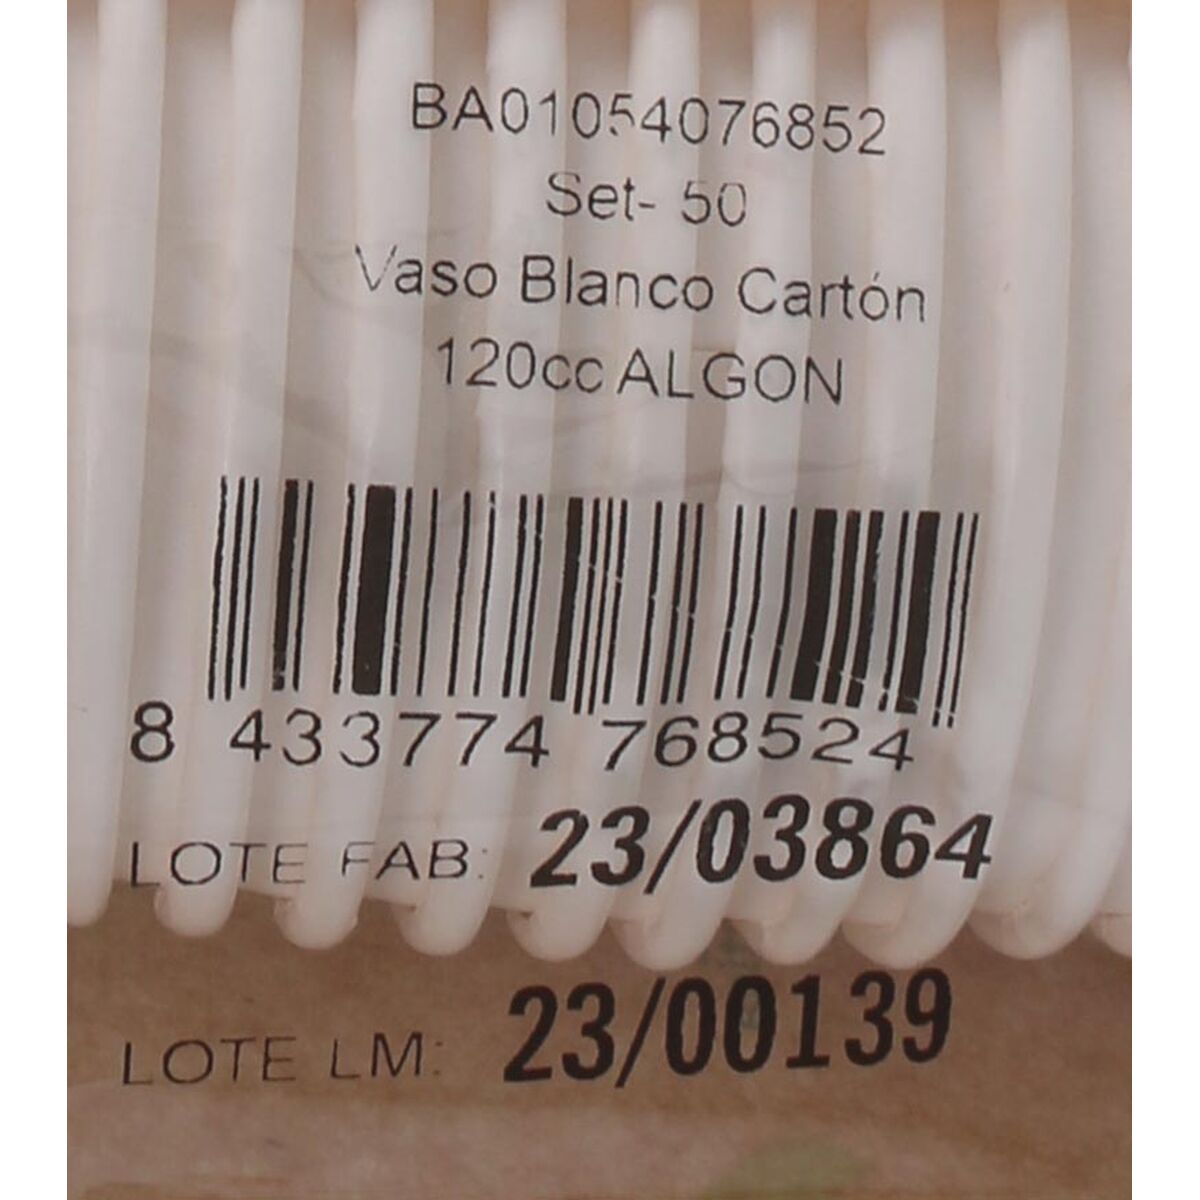 BA01054076852
Set- 50
Vaso Blanco Cartón
120cc ALGON
8 433774 768524
LOTE FAB: 23/03864
LOTE LM: 23/00139